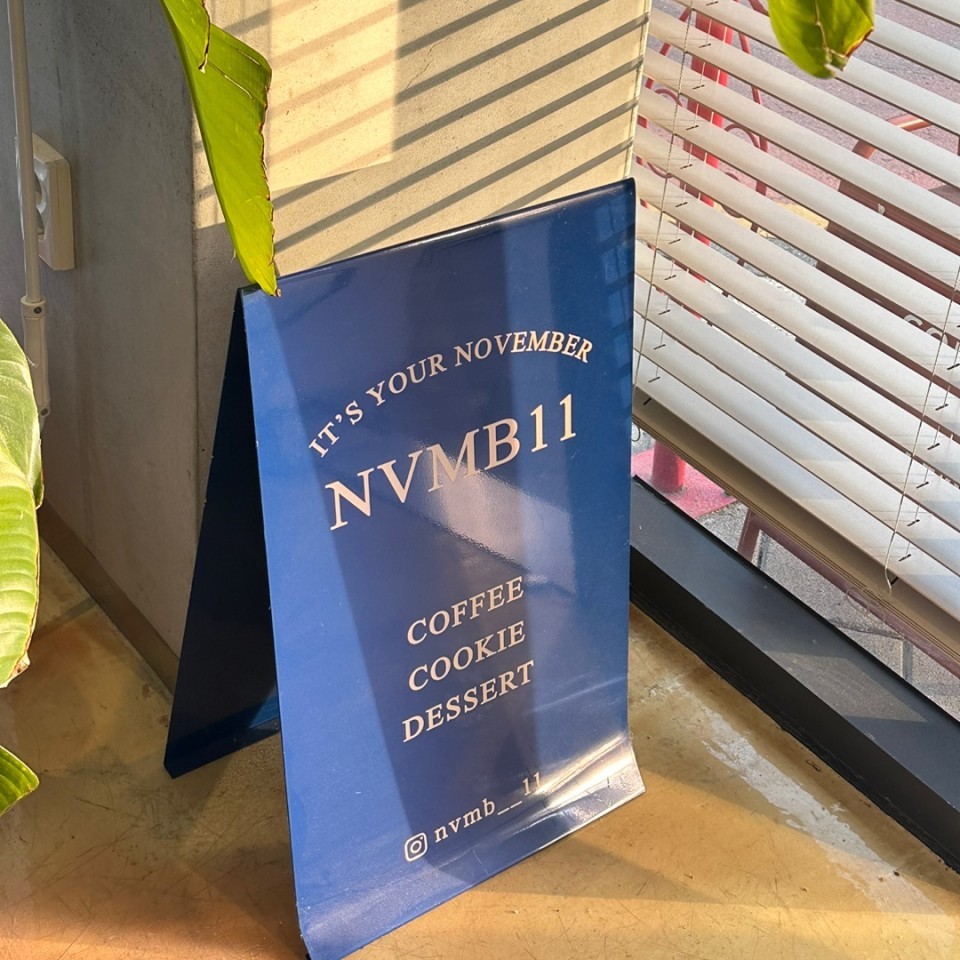 IT'S YOUR NOVEMBER
NVMB11
COFFEE
COOKIE
DESSERT
nvmb__11